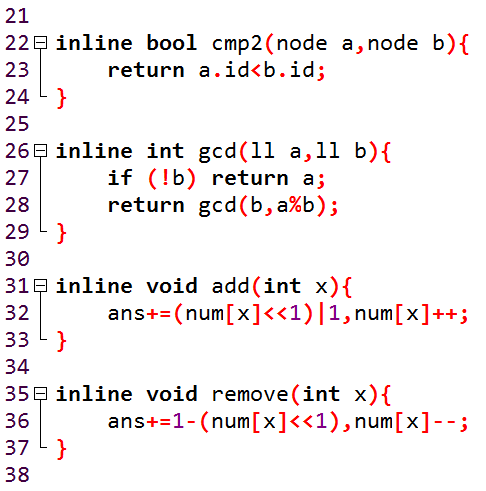 21
22 inline bool cmp2(node a,node b){
23     return a.id<b.id;
24 }
25
26 inline int gcd(ll a,ll b){
27     if (!b) return a;
28     return gcd(b,a%b);
29 }
30
31 inline void add(int x){
32     ans+=(num[x]<<1)|1,num[x]++;
33 }
34
35 inline void remove(int x){
36     ans+=1-(num[x]<<1),num[x]--;
37 }
38